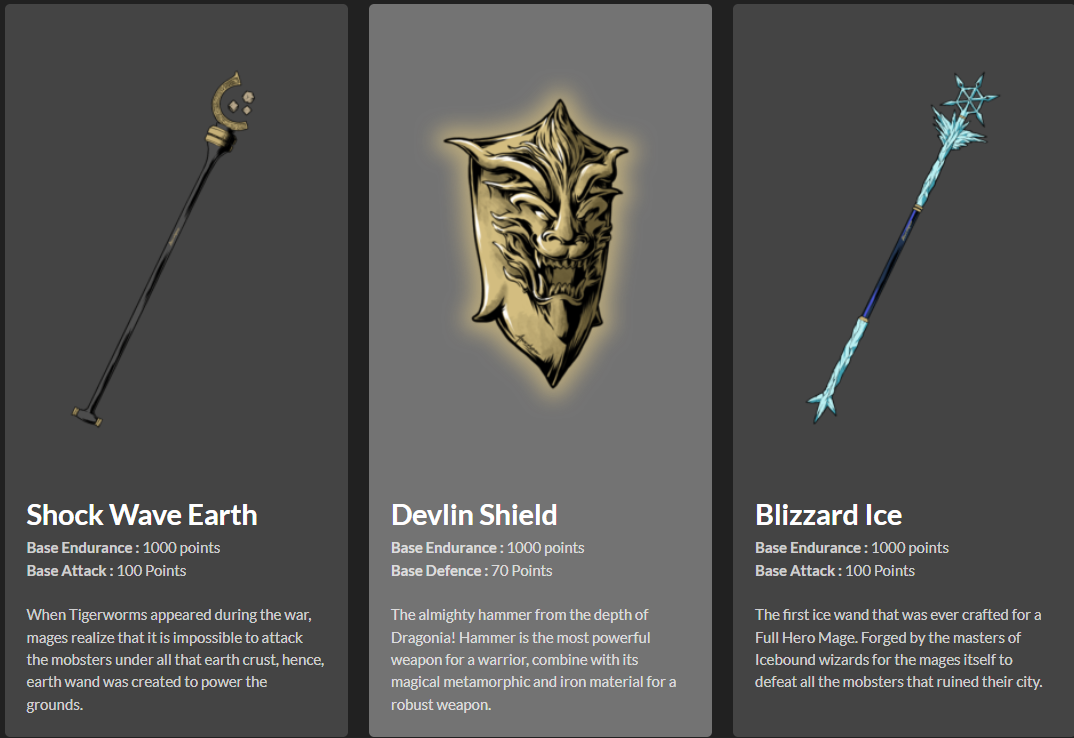 Shock Wave Earth
Base Endurance : 1000 points
Base Attack : 100 Points
When Tigerworms appeared during the war,
mages realize that it is impossible to attack
the mobsters under all that earth crust, hence,
earth wand was created to power the
grounds.
Devlin Shield
Base Endurance : 1000 points
Base Defence : 70 Points
The almighty hammer from the depth of
Dragonia! Hammer is the most powerful
weapon for a warrior, combine with its
magical metamorphic and iron material for a
robust weapon.
Blizzard Ice
Base Endurance : 1000 points
Base Attack : 100 Points
The first ice wand that was ever crafted for a
Full Hero Mage. Forged by the masters of
Icebound wizards for the mages itself to
defeat all the mobsters that ruined their city.